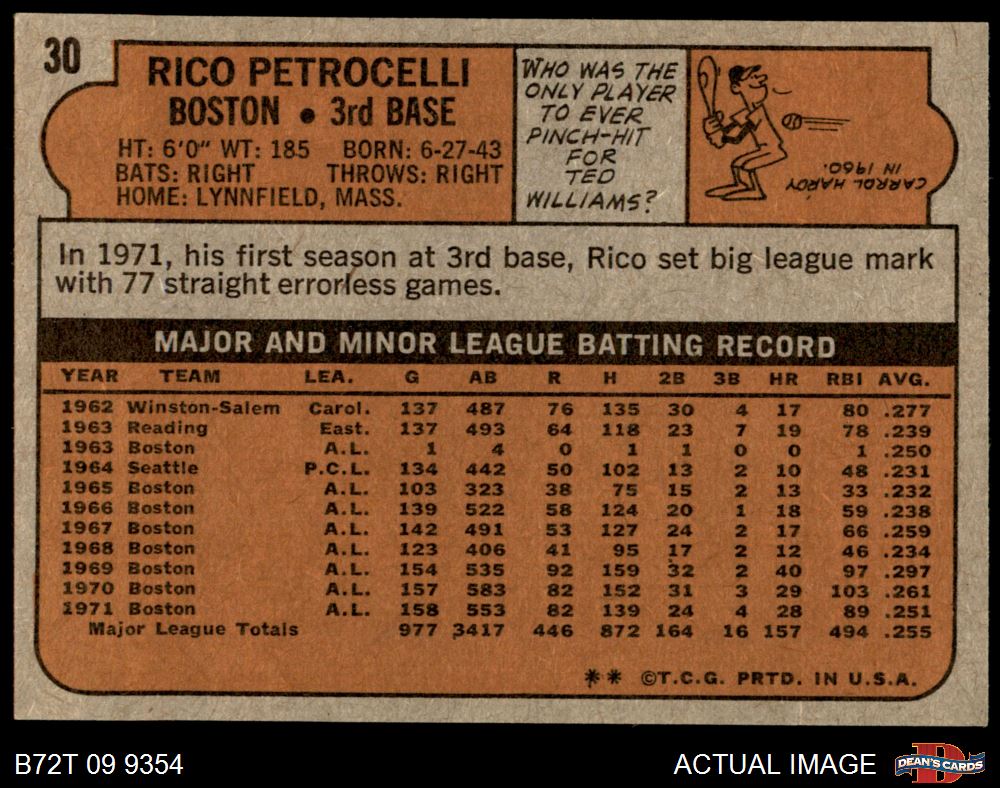 30
RICO PETROCELLI
BOSTON • 3rd BASE
HT: 6'0" WT: 185 BORN: 6-27-43
BATS: RIGHT THROWS: RIGHT
HOME: LYNNFIELD, MASS.
WHO WAS THE
ONLY PLAYER
TO EVER
PINCH-HIT
FOR
TED
WILLIAMS?
CARROL HARDY
IN 1960.
In 1971, his first season at 3rd base, Rico set big league mark
with 77 straight errorless games.
MAJOR AND MINOR LEAGUE BATTING RECORD
YEAR TEAM LEA. G AB R H 2B 3B HR RBI AVG.
1962 Winston-Salem Carol. 137 487 76 135 30 4 17 80 .277
1963 Reading East. 137 493 64 118 23 7 19 78 .239
1963 Boston A.L. 1 4 0 1 1 0 0 1 .250
1964 Seattle P.C.L. 134 442 50 102 13 2 10 48 .231
1965 Boston A.L. 103 323 38 75 15 2 13 33 .232
1966 Boston A.L. 139 522 58 124 20 1 18 59 .238
1967 Boston A.L. 142 491 53 127 24 2 17 66 .259
1968 Boston A.L. 123 406 41 95 17 2 12 46 .234
1969 Boston A.L. 154 535 92 159 32 2 40 97 .297
1970 Boston A.L. 157 583 82 152 31 3 29 103 .261
1971 Boston A.L. 158 553 82 139 24 4 28 89 .251
Major League Totals 977 3417 446 872 164 16 157 494 .255
** ©T.C.G. PRTD. IN U.S.A.
B72T 09 9354
ACTUAL IMAGE
D
DEAN'S CARDS